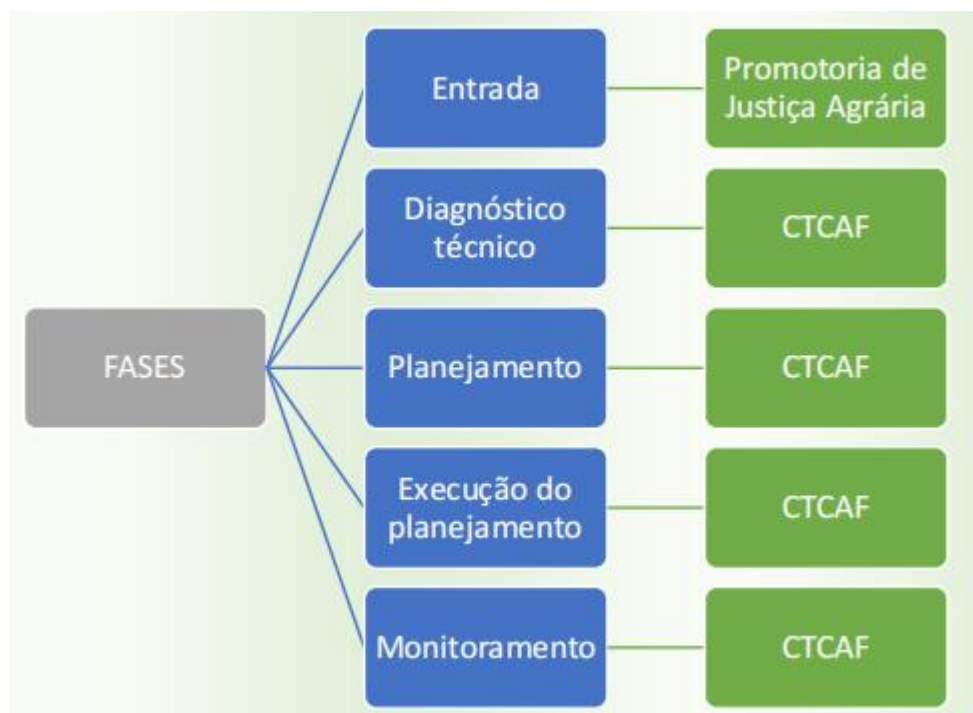 FASES
Entrada
Promotoria de
Justiça Agrária
Diagnóstico
técnico
CTCAF
Planejamento
CTCAF
Execução do
planejamento
CTCAF
Monitoramento
CTCAF